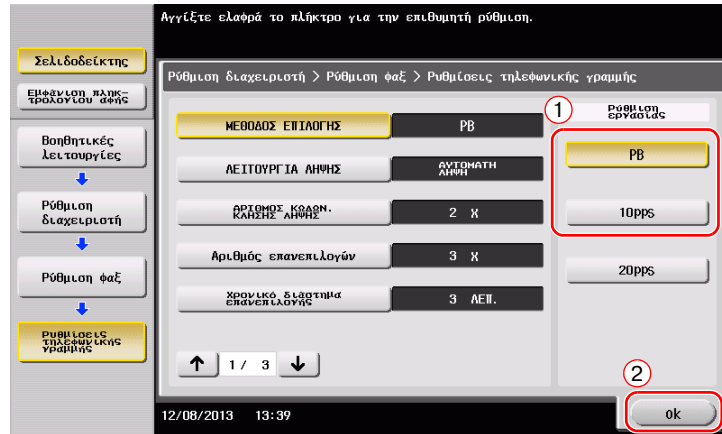 Αγγίξτε ελαφρά το πλήκτρο για την επιθυμητή ρύθμιση.
Σελιδοδείκτης
Εμφάνιση πληκ-
τρολογίου αφής
Βοηθητικές
λειτουργίες
Ρύθμιση
διαχειριστή
Ρύθμιση φαξ
Ρυθμίσεις
τηλεφωνικής
γραμμής
Ρύθμιση διαχειριστή > Ρύθμιση φαξ > Ρυθμίσεις τηλεφωνικής γραμμής
ΜΕΘΟΔΟΣ ΕΠΙΛΟΓΗΣ
PB
ΛΕΙΤΟΥΡΓΙΑ ΛΗΨΗΣ
ΑΥΤΟΜΑΤΗ
ΛΗΨΗ
ΑΡΙΘΜΟΣ ΚΩΔΩΝ.
ΚΛΗΣΗΣ ΛΗΨΗΣ
2 X
Αριθμός επανεπιλογών
3 X
Χρονικό διάστημα
επανεπιλογής
3 ΛΕΠ.
1 / 3
1
Ρύθμιση
εργασίας
PB
10pps
20pps
2
ok
12/08/2013 13:39